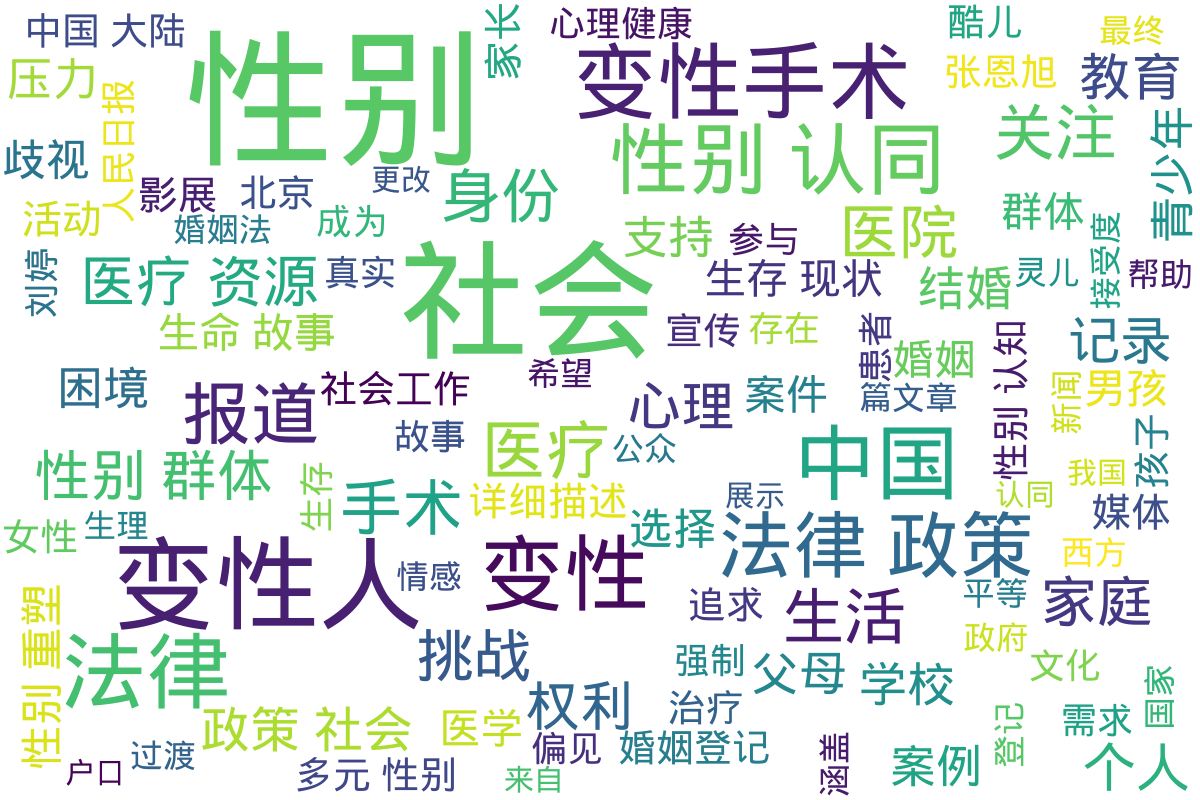 中国 大陆
性别
家长
心理健康
变性手术
酷儿
最终
压力
人民日报
张恩旭
教育
歧视
影展
北京
更改
身份
性别 认同
关注
青少年
活动
婚姻法
成为
支持
参与
医院
群体
接受度
刘婷
医疗 资源
真实
社会
生存 现状
结婚
灵儿
帮助
生命 故事
宣传
存在
患者
婚姻
性别 认知
记录
困境
报道
社会工作
希望
心理
案件
篇文章
新闻
男孩
孩子
性别 群体
生存
故事
医疗
公众
中国
我国
女性
生理
手术
详细描述
选择
展示
认同
媒体
变性人
情感
变性
法律 政策
西方
性别 重塑
法律
挑战
追求
生活
平等
家庭
政府
强制
父母
学校
文化
国家
政策 社会
医学
权利
治疗
登记
需求
户口
过渡
多元 性别
来自
偏见
婚姻登记
涵盖
案例
个人